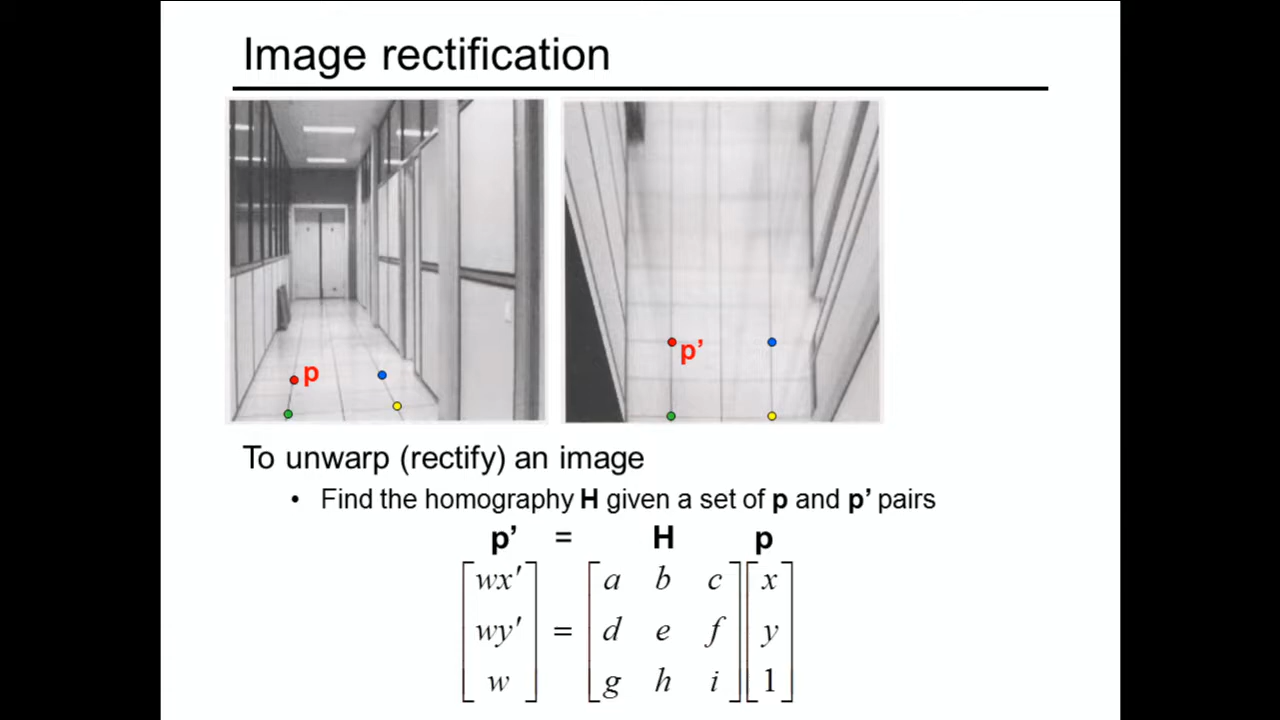 Image rectification
p
p’
To unwarp (rectify) an image
• Find the homography H given a set of p and p’ pairs
p’ = H p
[wx′] [a b c] [x]
[wy′] = [d e f] [y]
[w] [g h i] [1]